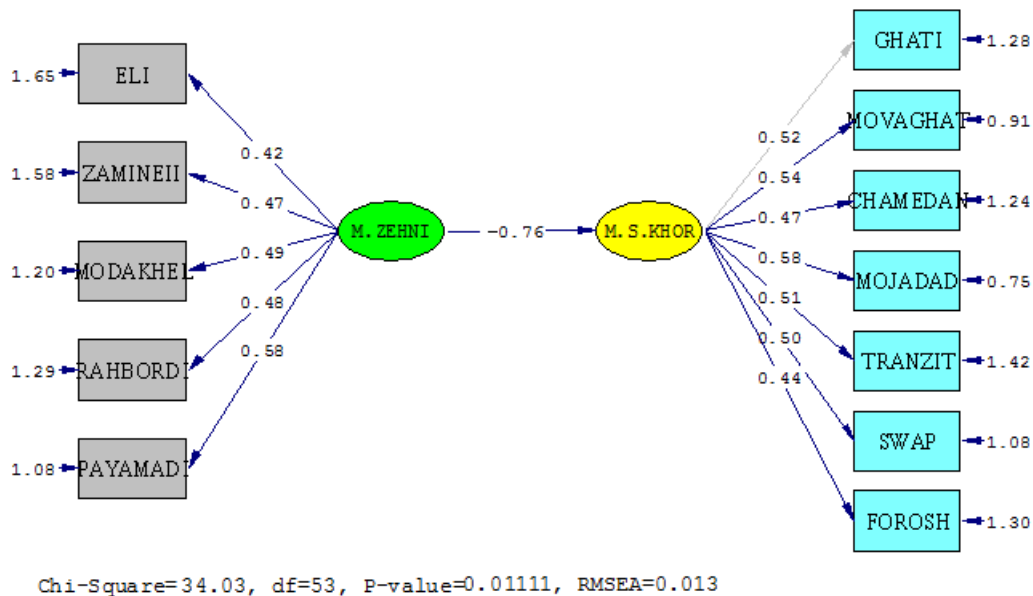 1.65 ELI
1.58 ZAMINEII
1.20 MODAKHEL
1.29 RAHBORDI
1.08 PAYAMADI
0.42
0.47
0.49
0.48
0.58
M.ZEHNI -0.76 M.S.KHOR
0.52
0.54
0.47
0.58
0.51
0.50
0.44
GHATI 1.28
MOVAGHAT 0.91
CHAMEDAN 1.24
MOJADAD 0.75
TRANZIT 1.42
SWAP 1.08
FOROSH 1.30
Chi-Square=34.03, df=53, P-value=0.01111, RMSEA=0.013